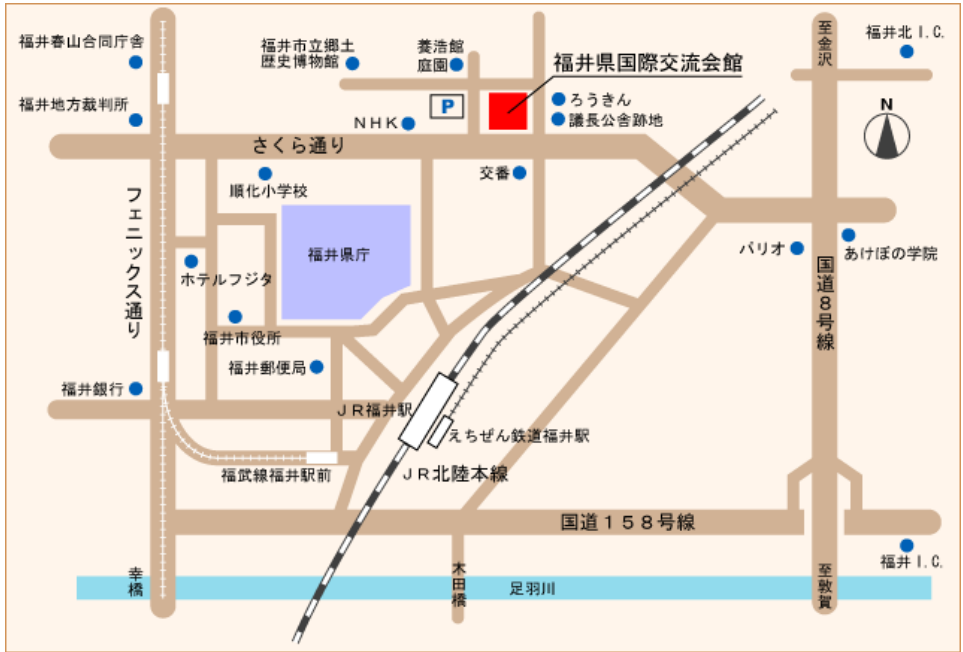 福井春山合同庁舎
福井市立郷土
歴史博物館
養浩館
庭園
福井県国際交流会館
至金沢
福井北I.C.
福井地方裁判所
P
NHK
ろうきん
議長公舎跡地
N
さくら通り
順化小学校
交番
フェニックス通り
福井県庁
ホテルフジタ
バリオ
あけぼの学院
国道8号線
福井市役所
福井郵便局
福井銀行
JR福井駅
えちぜん鉄道福井駅
福武線福井駅前
JR北陸本線
国道158号線
福井I.C.
幸橋
木田橋
足羽川
至敦賀